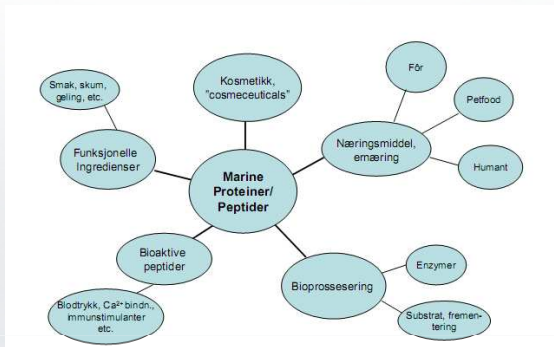 Kosmetikk,
"cosmeceuticals"
Fôr
Smak, skum,
geling, etc.
Petfood
Næringsmiddel,
ernæring
Funksjonelle
Ingredienser
Humant
Marine
Proteiner/
Peptider
Bioaktive
peptider
Enzymer
Bioprossesering
Blodtrykk, Ca²⁺ bindn.,
immunstimulanter
etc.
Substrat, fremen-
tering